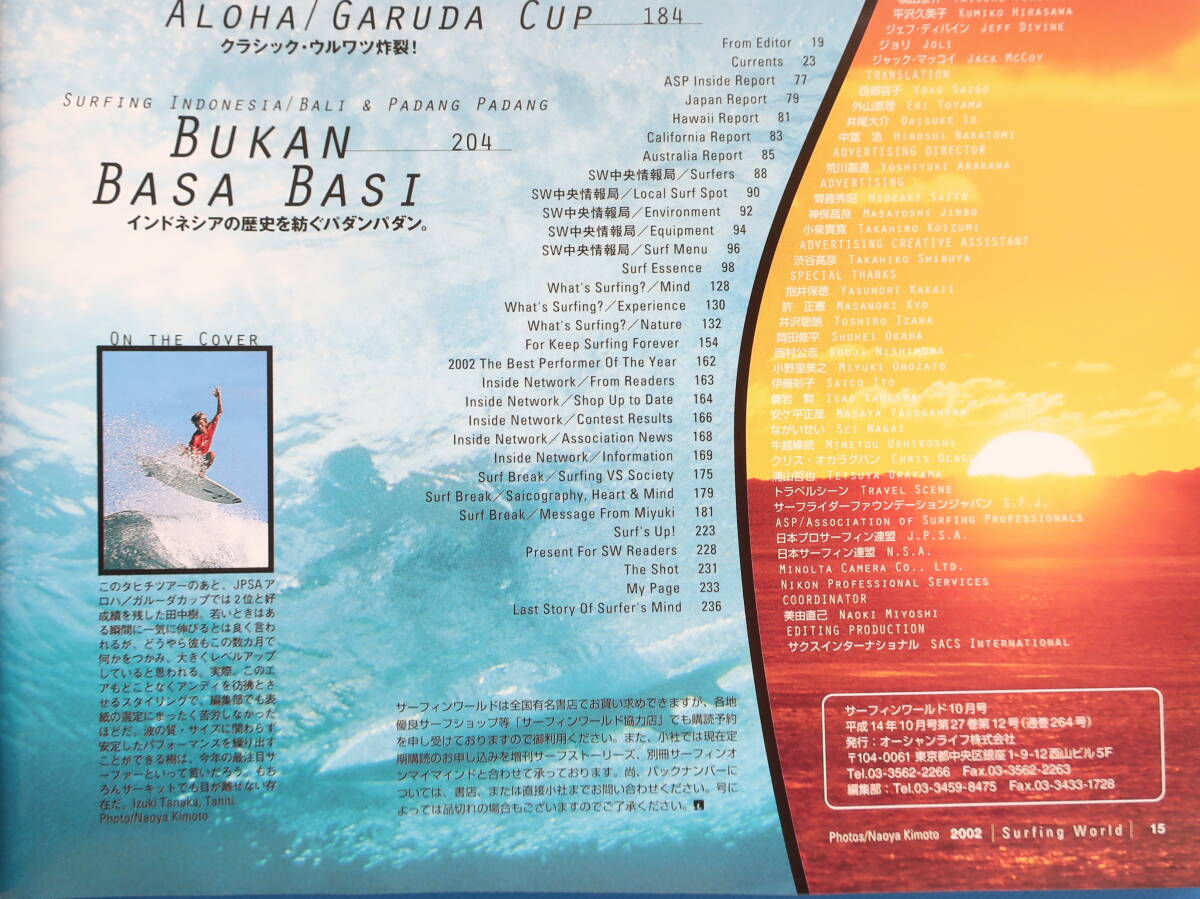 ALOHA/GARUDA CUP 184
クラシック・ウルワツ炸裂!
SURFING INDONESIA/BALI & PADANG PADANG
BUKAN 204
BASA BASI
インドネシアの歴史を紡ぐパダンパダン。
From Editor 19
Currents 23
ASP Inside Report 77
Japan Report 79
Hawaii Report 81
California Report 83
Australia Report 85
SW中央情報局/Surfers 88
SW中央情報局/Local Surf Spot 90
SW中央情報局/Environment 92
SW中央情報局/Equipment 94
SW中央情報局/Surf Menu 96
Surf Essence 98
What's Surfing?/Mind 128
What's Surfing?/Experience 130
What's Surfing?/Nature 132
For Keep Surfing Forever 154
2002 The Best Performer Of The Year 162
Inside Network/From Readers 163
Inside Network/Shop Up to Date 164
Inside Network/Contest Results 166
Inside Network/Association News 168
Inside Network/Information 169
Surf Break/Surfing VS Society 175
Surf Break/Saicography, Heart & Mind 179
Surf Break/Message From Miyuki 181
Surf's Up! 223
Present For SW Readers 228
The Shot 231
My Page 233
Last Story Of Surfer's Mind 236
ON THE COVER
このタヒチツアーのあと、JPSAア
ロハ/ガルーダカップでは2位と好
成績を残した田中樹。若いときはあ
る瞬間に一気に伸びるとは良く言わ
れるが、どうやら彼もこの数カ月で
何かをつかみ、大きくレベルアップ
していると思われる。実際、このエ
アもどことなくアンディを彷彿とさ
せるスタイリングで、編集部でも表
紙の選定にまったく苦労しなかった
ほどだ。波の質・サイズに関わらず
安定したパフォーマンスを繰り出す
ことができる樹は、今年の最注目サ
ーファーといって言いだろう。もち
ろんサーキットでも目が離せない存
在だ。Izuki Tanaka, Tahiti
Photo/Naoya Kimoto
サーフィンワールドは全国有名書店でお買い求めできますが、各地
優良サーフショップ等「サーフィンワールド協力店」でも購読予約
を申し受けておりますので御利用ください。また、小社では現在定
期購読のお申し込みを増刊サーフストーリーズ、別冊サーフィンオ
ンマイマインドと合わせて承っております。尚、バックナンバーに
ついては、書店、または直接小社までお問い合わせください。号に
よっては品切れの場合もございますのでご了承ください。
平沢久美子 KUMIKO HIRASAWA
ジェフ・ディバイン JEFF DIVINE
ジョリ JOLI
ジャック・マッコイ JACK MCCOY
TRANSLATION
西郷容子 YOKO SAIGO
外山恵理 ERI TOYAMA
井尾大介 DAISUKE IO
中富 浩 HIROSHI NAKATOMI
ADVERTISING DIRECTOR
荒川嘉通 YOSHIYUKI ARAKAWA
ADVERTISING
齊藤秀昭 HIDEAKI SAITO
神保昌良 MASAYOSHI JINBO
小泉貴寛 TAKAHIRO KOIZUMI
ADVERTISING CREATIVE ASSISTANT
渋谷高彦 TAKAHIKO SHIBUYA
SPECIAL THANKS
抱井保徳 YASUNORI KAKAII
許 正憲 MASANORI KYO
井沢聡朗 TOSHIRO IZAWA
岡田修平 SHUHEI OKADA
西村公志 KOUJI NISHIMURA
小野里美之 MIYUKI ONOZATO
伊藤彩子 SAICO ITO
兼岩 勲 ISAO KANEIWA
安ケ平正哉 MASAYA YASUGAHIRA
ながいせい SEI NAGAI
牛越峰統 MINETOU USHIKOSHI
クリス・オカラグハン CHRIS OCAL
浦山哲也 TETSUYA URAYAMA
トラベルシーン TRAVEL SCENE
サーフライダーファウンデーションジャパン S.F.J.
ASP/ASSOCIATION OF SURFING PROFESSIONALS
日本プロサーフィン連盟 J.P.S.A.
日本サーフィン連盟 N.S.A.
MINOLTA CAMERA CO., LTD.
NIKON PROFESSIONAL SERVICES
COORDINATOR
美由直己 NAOKI MIYOSHI
EDITING PRODUCTION
サクスインターナショナル SACS INTERNATIONAL
サーフィンワールド10月号
平成14年10月号第27巻第12号(通巻264号)
発行:オーシャンライフ株式会社
〒104-0061 東京都中央区銀座1-9-12西山ビル5F
Tel.03-3562-2266 Fax.03-3562-2263
編集部:Tel.03-3459-8475 Fax.03-3433-1728
Photos/Naoya Kimoto 2002 | Surfing World | 15